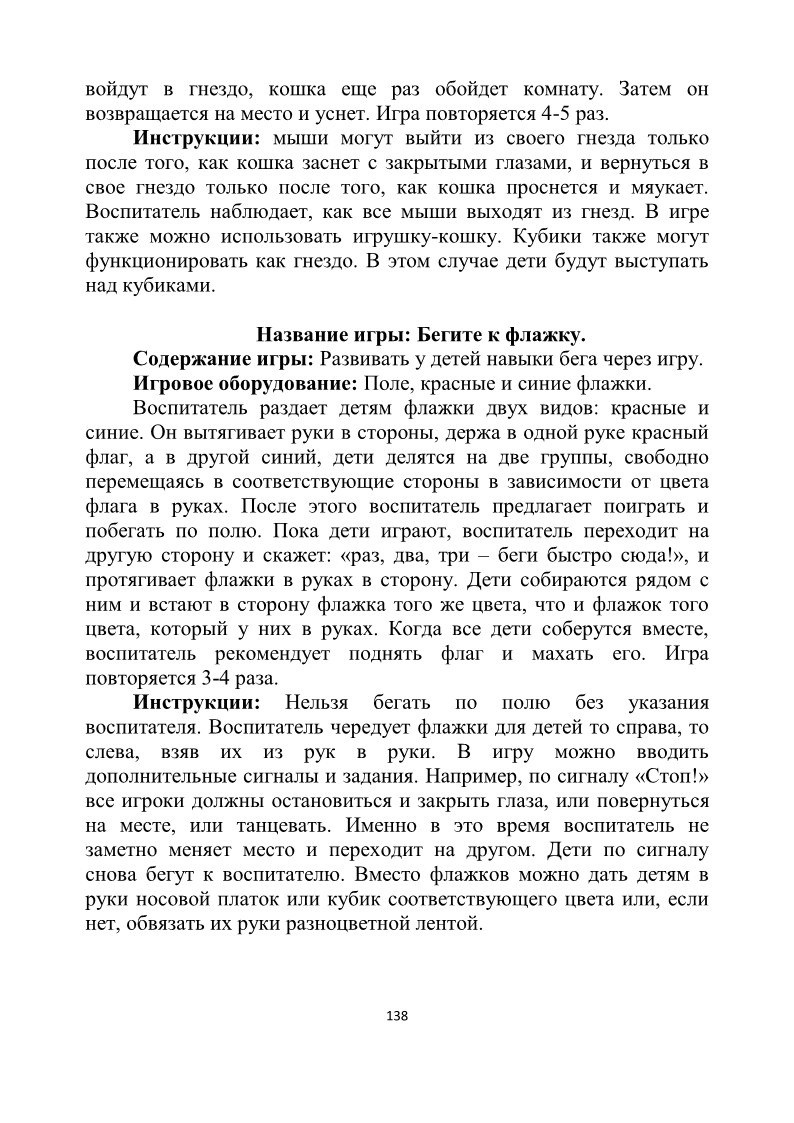 войдут в гнездо, кошка еще раз обойдет комнату. Затем он
возвращается на место и уснет. Игра повторяется 4-5 раз.
Инструкции: мыши могут выйти из своего гнезда только
после того, как кошка заснет с закрытыми глазами, и вернуться в
свое гнездо только после того, как кошка проснется и мяукает.
Воспитатель наблюдает, как все мыши выходят из гнезд. В игре
также можно использовать игрушку-кошку. Кубики также могут
функционировать как гнездо. В этом случае дети будут выступать
над кубиками.
Название игры: Бегите к флажку.
Содержание игры: Развивать у детей навыки бега через игру.
Игровое оборудование: Поле, красные и синие флажки.
Воспитатель раздает детям флажки двух видов: красные и
синие. Он вытягивает руки в стороны, держа в одной руке красный
флаг, а в другой синий, дети делятся на две группы, свободно
перемещаясь в соответствующие стороны в зависимости от цвета
флага в руках. После этого воспитатель предлагает поиграть и
побегать по полю. Пока дети играют, воспитатель переходит на
другую сторону и скажет: «раз, два, три – беги быстро сюда!», и
протягивает флажки в руках в сторону. Дети собираются рядом с
ним и встают в сторону флажка того же цвета, что и флажок того
цвета, который у них в руках. Когда все дети соберутся вместе,
воспитатель рекомендует поднять флаг и махать его. Игра
повторяется 3-4 раза.
Инструкции: Нельзя бегать по полю без указания
воспитателя. Воспитатель чередует флажки для детей то справа, то
слева, взяв их из рук в руки. В игру можно вводить
дополнительные сигналы и задания. Например, по сигналу «Стоп!»
все игроки должны остановиться и закрыть глаза, или повернуться
на месте, или танцевать. Именно в это время воспитатель не
заметно меняет место и переходит на другом. Дети по сигналу
снова бегут к воспитателю. Вместо флажков можно дать детям в
руки носовой платок или кубик соответствующего цвета или, если
нет, обвязать их руки разноцветной лентой.
138